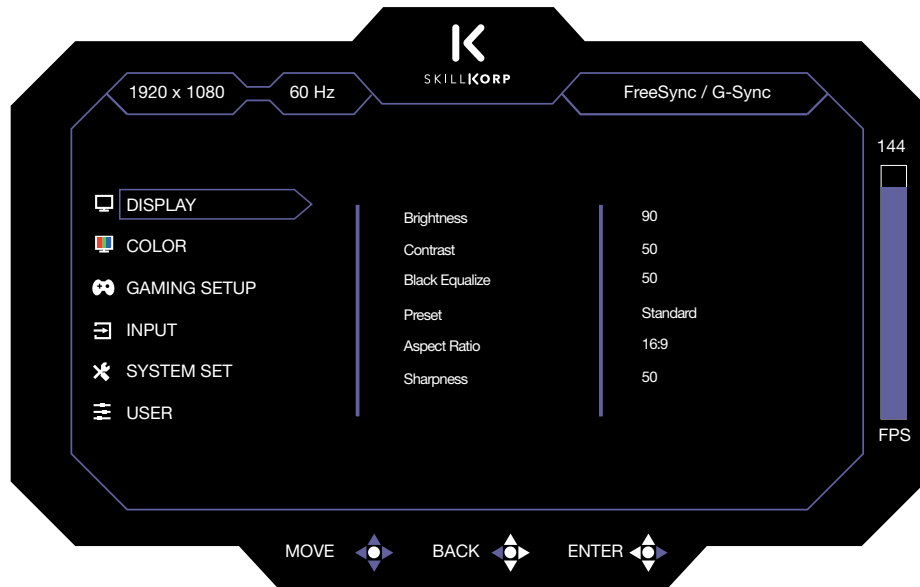 SKILLKORP
1920 x 1080
60 Hz
FreeSync / G-Sync
144
DISPLAY
COLOR
GAMING SETUP
INPUT
SYSTEM SET
USER
Brightness 90
Contrast 50
Black Equalize 50
Preset Standard
Aspect Ratio 16:9
Sharpness 50
FPS
MOVE BACK ENTER